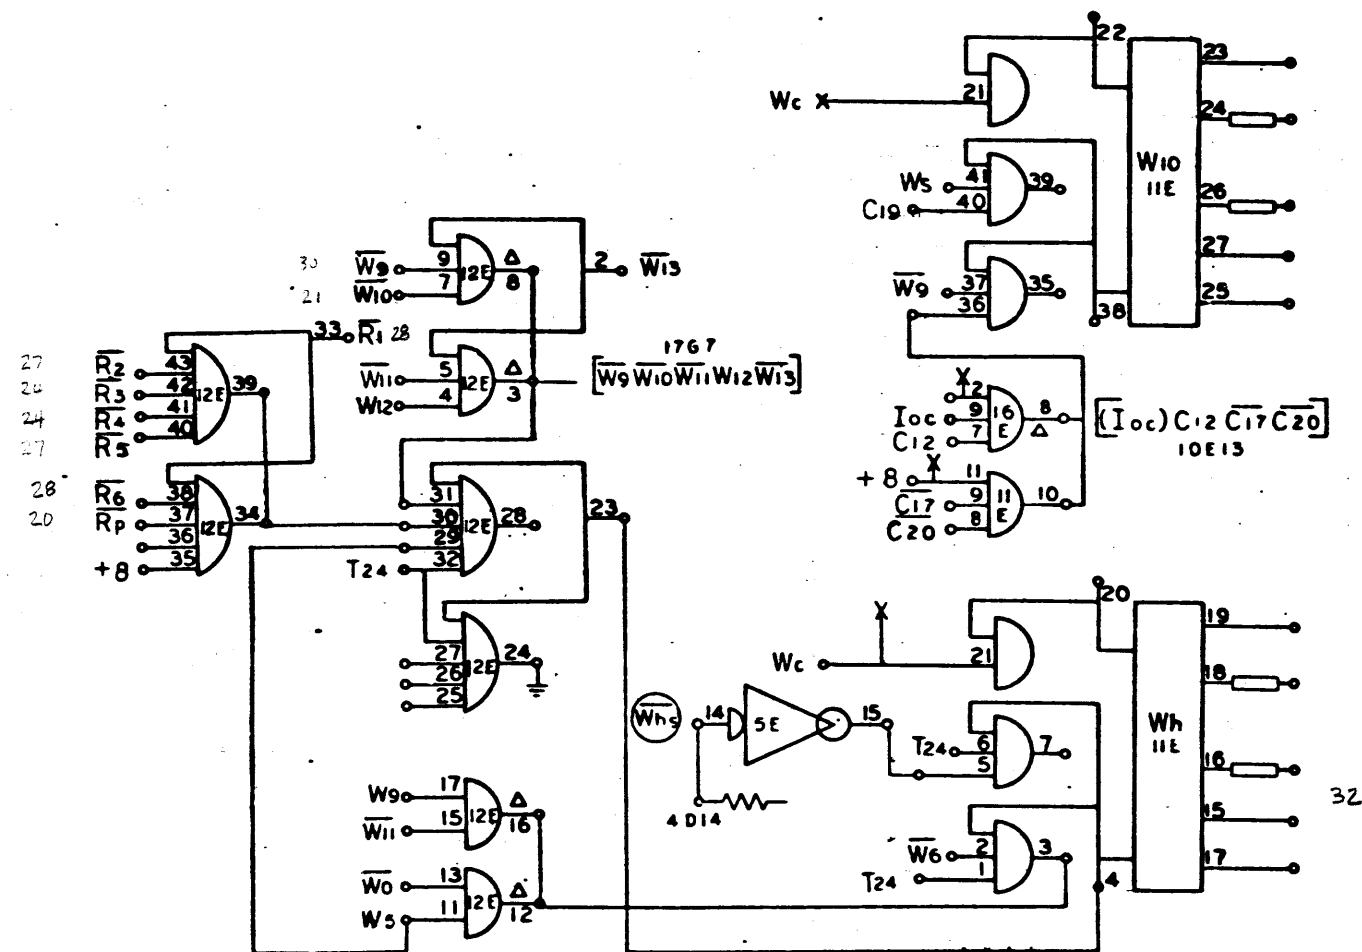 22
23
Wc X 21
24
W10
11E
W5 41 39
C19 40
26
30 W̅9̅ 9 12E Δ 8
2 W̅13̅
27
21 W̅10̅ 7
W̅9̅ 37 35
36
25
38
33 R̅1̅ 28
17G7
27 R̅2̅ 43
W̅11̅ 5 12E Δ 3
[W̅9̅ W̅10̅ W̅11̅ W12 W̅13̅]
R̅3̅ 42 12E 39
W12 4
X
2
24 R̅4̅ 41
Ioc 9 16 E 8 Δ
[(I̅o̅c̅) C12 C̅17̅ C̅20̅]
27 R̅5̅ 40
C12 7
10E13
X
+8 11
28 R̅6̅ 38
31
C̅17̅ 9 11 E 10
20 R̅p̅ 37 12E 34
30 12E 28
23
C̅20̅ 8
36
29
+8 35
T24 32
20
X
19
27 12E 24
Wc 21
26
18
25
W̅h̅s̅ 14 5E 15
Wh
11E
T24 6 7
5
16
W9 17 12E Δ 16
4D14
32
W̅11̅ 15
15
W̅6̅ 2 3
17
W̅0̅ 13 12E Δ 12
T24 1
4
W5 11